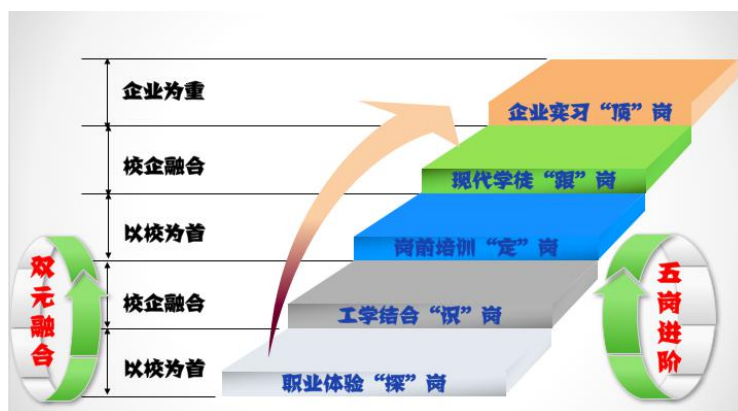 企业为重
企业实习“顶”岗
校企融合
现代学徒“跟”岗
以校为首
岗前培训“定”岗
双元融合
校企融合
工学结合“识”岗
五岗进阶
以校为首
职业体验“探”岗